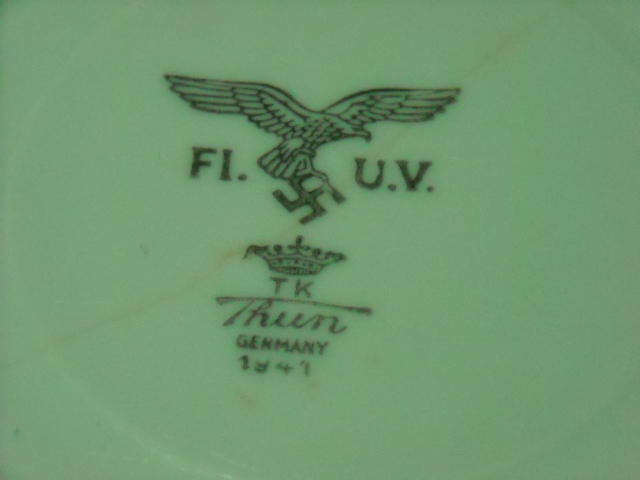 Fl. U.V.
TK
Thun
GERMANY
1941